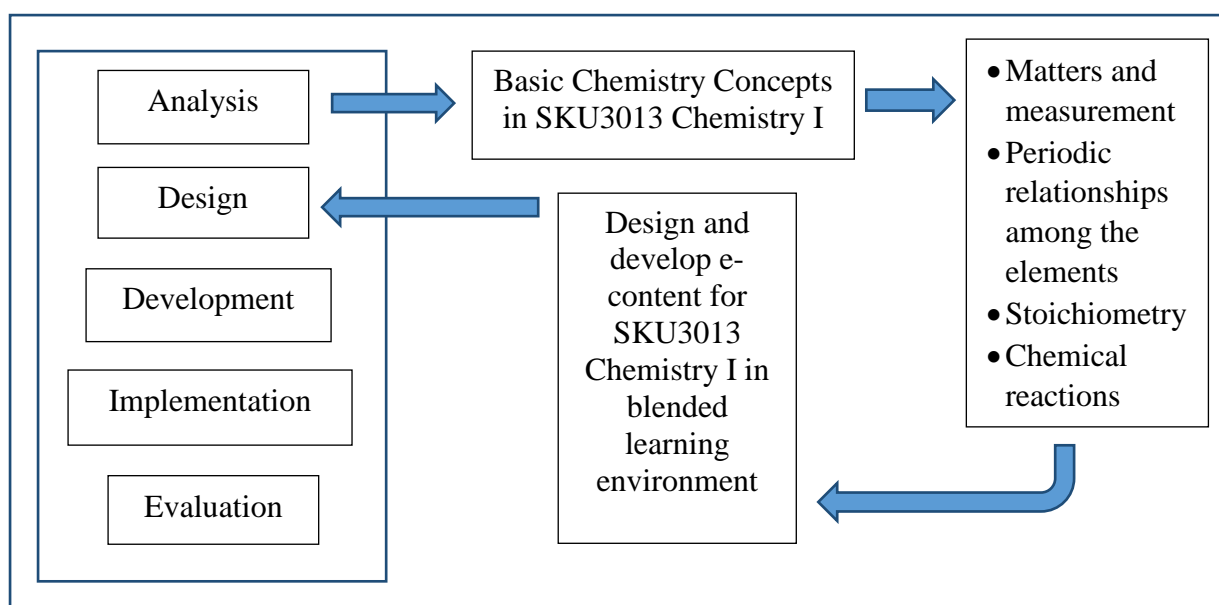 Analysis
Design
Development
Implementation
Evaluation
Basic Chemistry Concepts
in SKU3013 Chemistry I
• Matters and
measurement
• Periodic
relationships
among the
elements
• Stoichiometry
• Chemical
reactions
Design and
develop e-
content for
SKU3013
Chemistry I in
blended
learning
environment